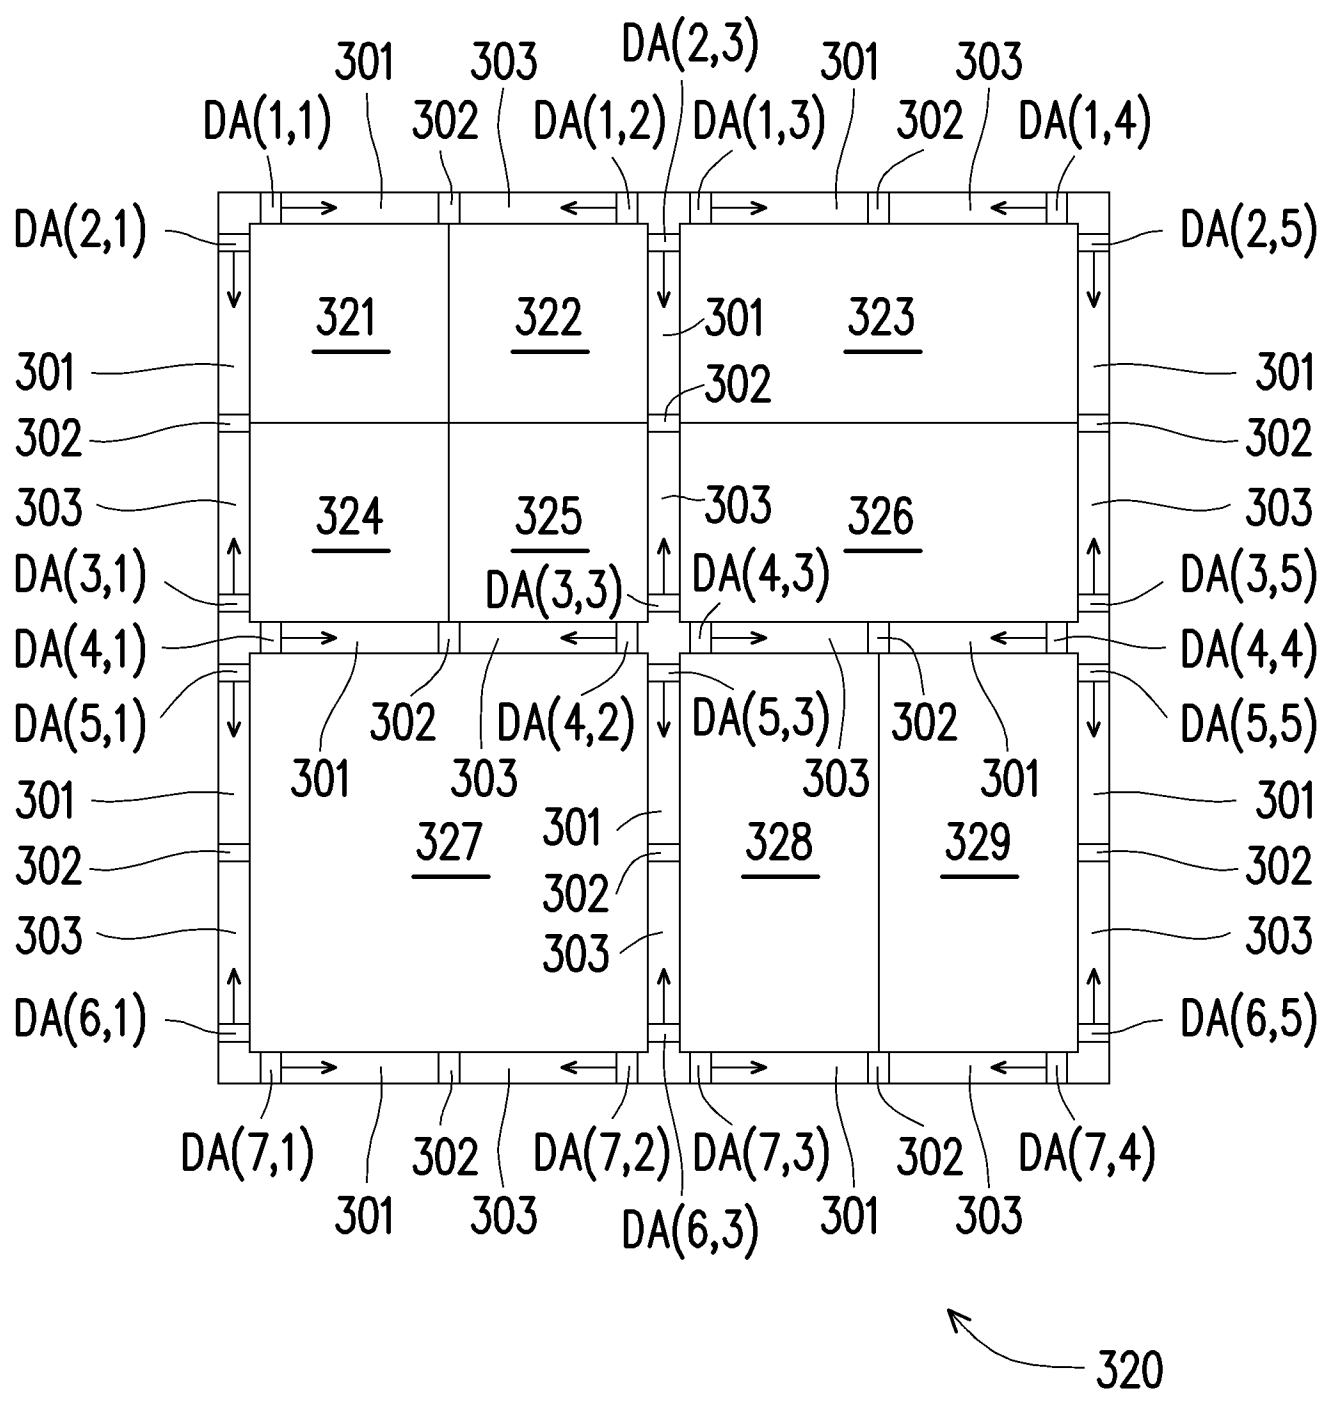 DA(2,3)
301 303 301 303
DA(1,1) 302 DA(1,2) DA(1,3) 302 DA(1,4)
DA(2,1) DA(2,5)
321 322 301 323
301 302 301
302 302
303 324 325 303 326 303
DA(3,1) DA(3,3) DA(4,3) DA(3,5)
DA(4,1) DA(4,4)
DA(5,1) 302 DA(4,2) DA(5,3) 302 DA(5,5)
301 303 303 301
301 301 301
302 327 302 328 329 302
303 303 303
DA(6,1) DA(6,5)
DA(7,1) 302 DA(7,2) DA(7,3) 302 DA(7,4)
301 303 DA(6,3) 301 303
320